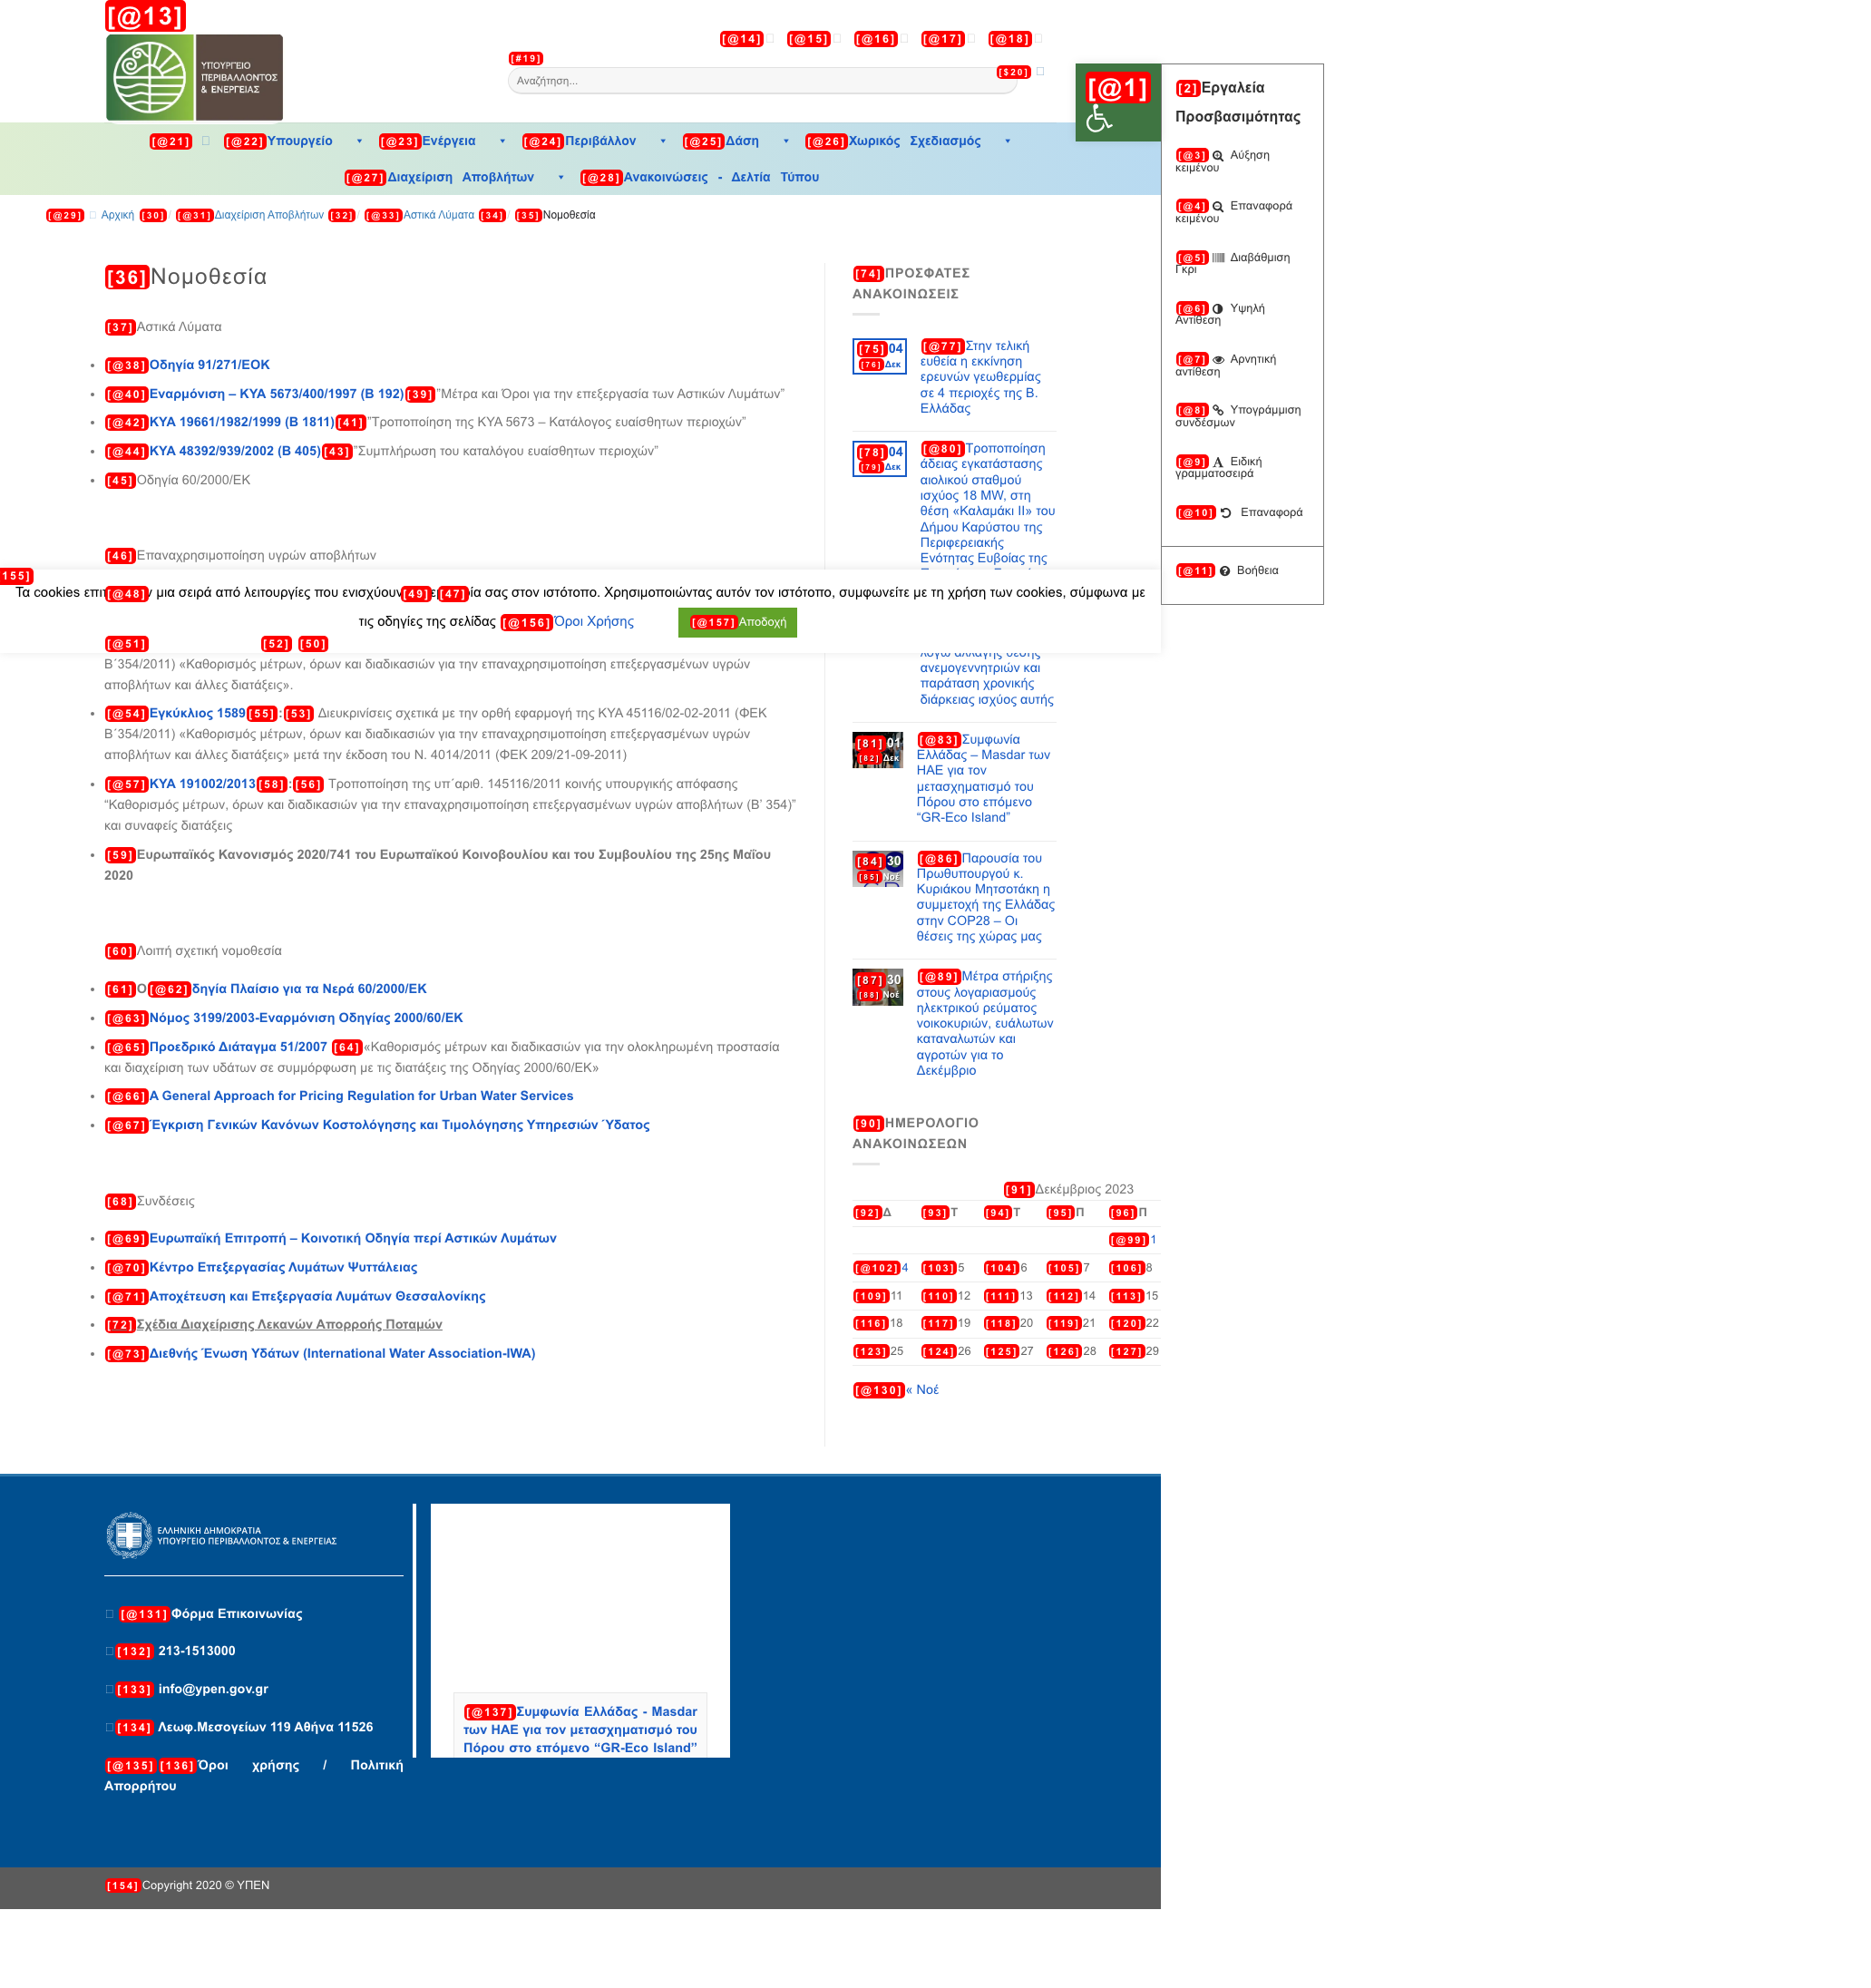 [@13]
ΥΠΟΥΡΓΕΙΟ
ΠΕΡΙΒΑΛΛΟΝΤΟΣ
& ΕΝΕΡΓΕΙΑΣ
[@14] [@15] [@16] [@17] [@18]
[#19]
Αναζήτηση...
[$20]
[@21] [@22]Υπουργείο [@23]Ενέργεια [@24]Περιβάλλον [@25]Δάση [@26]Χωρικός Σχεδιασμός
[@27]Διαχείριση Αποβλήτων [@28]Ανακοινώσεις - Δελτία Τύπου
[@29] Αρχική [30]/ [@31]Διαχείριση Αποβλήτων [32]/ [@33]Αστικά Λύματα [34]/ [35]Νομοθεσία
[@1]
[2]Εργαλεία
Προσβασιμότητας
[@3] Αύξηση
κειμένου
[@4] Επαναφορά
κειμένου
[@5] Διαβάθμιση
Γκρι
[@6] Υψηλή
Αντίθεση
[@7] Αρνητική
αντίθεση
[@8] Υπογράμμιση
συνδέσμων
[@9] Ειδική
γραμματοσειρά
[@10] Επαναφορά
[@11] Βοήθεια
[36]Νομοθεσία
[37]Αστικά Λύματα
[@38]Οδηγία 91/271/ΕΟΚ
[@40]Εναρμόνιση – ΚΥΑ 5673/400/1997 (Β 192)[39]"Μέτρα και Όροι για την επεξεργασία των Αστικών Λυμάτων”
[@42]ΚΥΑ 19661/1982/1999 (Β 1811)[41]"Τροποποίηση της ΚΥΑ 5673 – Κατάλογος ευαίσθητων περιοχών”
[@44]ΚΥΑ 48392/939/2002 (Β 405)[43]"Συμπλήρωση του καταλόγου ευαίσθητων περιοχών”
[45]Οδηγία 60/2000/ΕΚ
[46]Επαναχρησιμοποίηση υγρών αποβλήτων
155]
Τα cookies [@48] μια σειρά από λειτουργίες που ενισχύουν [49] [47] σας στον ιστότοπο. Χρησιμοποιώντας αυτόν τον ιστότοπο, συμφωνείτε με τη χρήση των cookies, σύμφωνα με
τις οδηγίες της σελίδας [@156]Όροι Χρήσης [@157]Αποδοχή
[@51] [52] [50]
Β΄354/2011) «Καθορισμός μέτρων, όρων και διαδικασιών για την επαναχρησιμοποίηση επεξεργασμένων υγρών
αποβλήτων και άλλες διατάξεις».
[@54]Εγκύκλιος 1589[55]:[53] Διευκρινίσεις σχετικά με την ορθή εφαρμογή της ΚΥΑ 45116/02-02-2011 (ΦΕΚ
Β΄354/2011) «Καθορισμός μέτρων, όρων και διαδικασιών για την επαναχρησιμοποίηση επεξεργασμένων υγρών
αποβλήτων και άλλες διατάξεις» μετά την έκδοση του Ν. 4014/2011 (ΦΕΚ 209/21-09-2011)
[@57]ΚΥΑ 191002/2013[58]:[56] Τροποποίηση της υπ΄αριθ. 145116/2011 κοινής υπουργικής απόφασης
“Καθορισμός μέτρων, όρων και διαδικασιών για την επαναχρησιμοποίηση επεξεργασμένων υγρών αποβλήτων (Β’ 354)”
και συναφείς διατάξεις
[59]Ευρωπαϊκός Κανονισμός 2020/741 του Ευρωπαϊκού Κοινοβουλίου και του Συμβουλίου της 25ης Μαΐου
2020
[60]Λοιπή σχετική νομοθεσία
[61]Ο[@62]δηγία Πλαίσιο για τα Νερά 60/2000/ΕΚ
[@63]Νόμος 3199/2003-Εναρμόνιση Οδηγίας 2000/60/ΕΚ
[@65]Προεδρικό Διάταγμα 51/2007 [64]«Καθορισμός μέτρων και διαδικασιών για την ολοκληρωμένη προστασία
και διαχείριση των υδάτων σε συμμόρφωση με τις διατάξεις της Οδηγίας 2000/60/ΕΚ»
[@66]A General Approach for Pricing Regulation for Urban Water Services
[@67]Έγκριση Γενικών Κανόνων Κοστολόγησης και Τιμολόγησης Υπηρεσιών Ύδατος
[68]Συνδέσεις
[@69]Ευρωπαϊκή Επιτροπή – Κοινοτική Οδηγία περί Αστικών Λυμάτων
[@70]Κέντρο Επεξεργασίας Λυμάτων Ψυττάλειας
[@71]Αποχέτευση και Επεξεργασία Λυμάτων Θεσσαλονίκης
[72]Σχέδια Διαχείρισης Λεκανών Απορροής Ποταμών
[@73]Διεθνής Ένωση Υδάτων (International Water Association-IWA)
[74]ΠΡΟΣΦΑΤΕΣ
ΑΝΑΚΟΙΝΩΣΕΙΣ
[75]04
[76]Δεκ
[@77]Στην τελική
ευθεία η εκκίνηση
ερευνών γεωθερμίας
σε 4 περιοχές της Β.
Ελλάδας
[78]04
[79]Δεκ
[@80]Τροποποίηση
άδειας εγκατάστασης
αιολικού σταθμού
ισχύος 18 MW, στη
θέση «Καλαμάκι ΙΙ» του
Δήμου Καρύστου της
Περιφερειακής
Ενότητας Ευβοίας της
λόγω αλλαγής θέσης
ανεμογεννητριών και
παράταση χρονικής
διάρκειας ισχύος αυτής
[81]01
[82]Δεκ
[@83]Συμφωνία
Ελλάδας – Masdar των
ΗΑΕ για τον
μετασχηματισμό του
Πόρου στο επόμενο
“GR-Eco Island”
[84]30
[85]Νοέ
[@86]Παρουσία του
Πρωθυπουργού κ.
Κυριάκου Μητσοτάκη η
συμμετοχή της Ελλάδας
στην COP28 – Οι
θέσεις της χώρας μας
[87]30
[88]Νοέ
[@89]Μέτρα στήριξης
στους λογαριασμούς
ηλεκτρικού ρεύματος
νοικοκυριών, ευάλωτων
καταναλωτών και
αγροτών για το
Δεκέμβριο
[90]ΗΜΕΡΟΛΟΓΙΟ
ΑΝΑΚΟΙΝΩΣΕΩΝ
[91]Δεκέμβριος 2023
[92]Δ [93]Τ [94]Τ [95]Π [96]Π
[@99]1
[@102]4 [103]5 [104]6 [105]7 [106]8
[109]11 [110]12 [111]13 [112]14 [113]15
[116]18 [117]19 [118]20 [119]21 [120]22
[123]25 [124]26 [125]27 [126]28 [127]29
[@130]« Νοέ
ΕΛΛΗΝΙΚΗ ΔΗΜΟΚΡΑΤΙΑ
ΥΠΟΥΡΓΕΙΟ ΠΕΡΙΒΑΛΛΟΝΤΟΣ & ΕΝΕΡΓΕΙΑΣ
[@131]Φόρμα Επικοινωνίας
[132] 213-1513000
[133] info@ypen.gov.gr
[134] Λεωφ.Μεσογείων 119 Αθήνα 11526
[@135][136]Όροι χρήσης / Πολιτική
Απορρήτου
[@137]Συμφωνία Ελλάδας - Masdar
των ΗΑΕ για τον μετασχηματισμό του
Πόρου στο επόμενο “GR-Eco Island”
[154]Copyright 2020 © ΥΠΕΝ